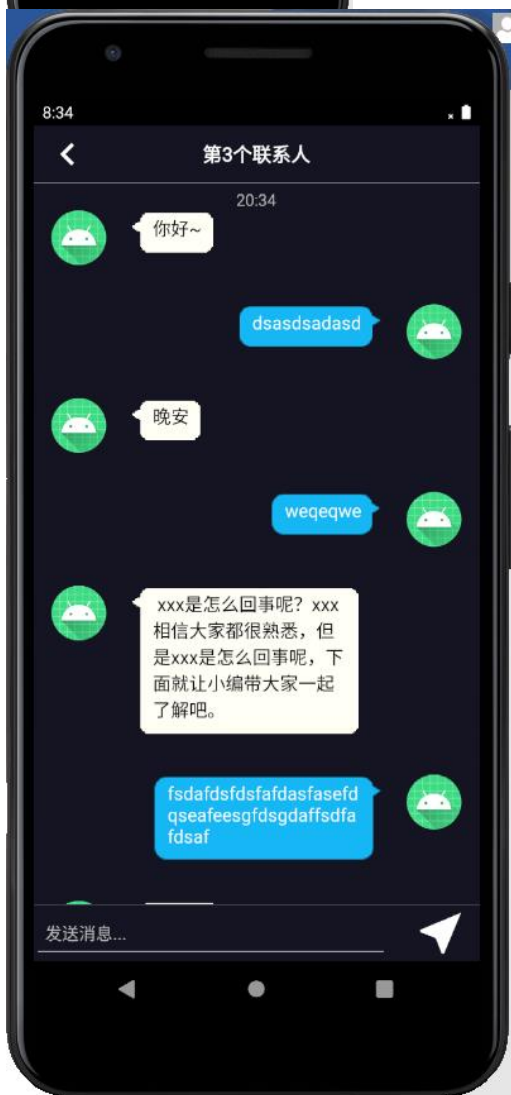 8:34
第3个联系人
20:34
你好~
dsasdsadasd
晚安
weqeqwe
xxx是怎么回事呢？xxx
相信大家都很熟悉，但
是xxx是怎么回事呢，下
面就让小编带大家一起
了解吧。
fsdafdsfdsfafdasfasefd
qseafeesgfdsgdaffsdfa
fdsaf
发送消息...